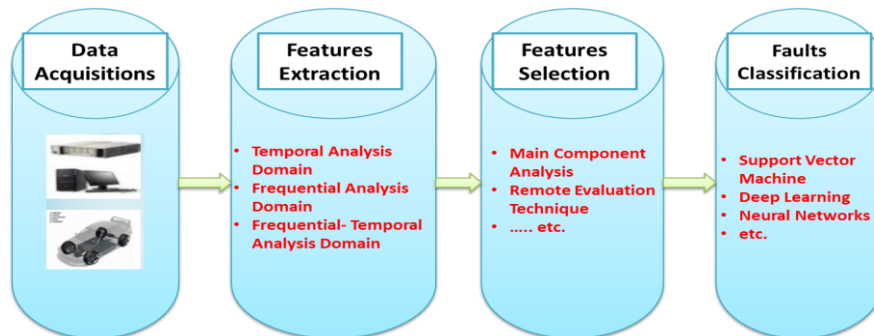 Data
Acquisitions
Features
Extraction
• Temporal Analysis
Domain
• Frequential Analysis
Domain
• Frequential- Temporal
Analysis Domain
Features
Selection
• Main Component
Analysis
• Remote Evaluation
Technique
• ..... etc.
Faults
Classification
• Support Vector
Machine
• Deep Learning
• Neural Networks
• etc.